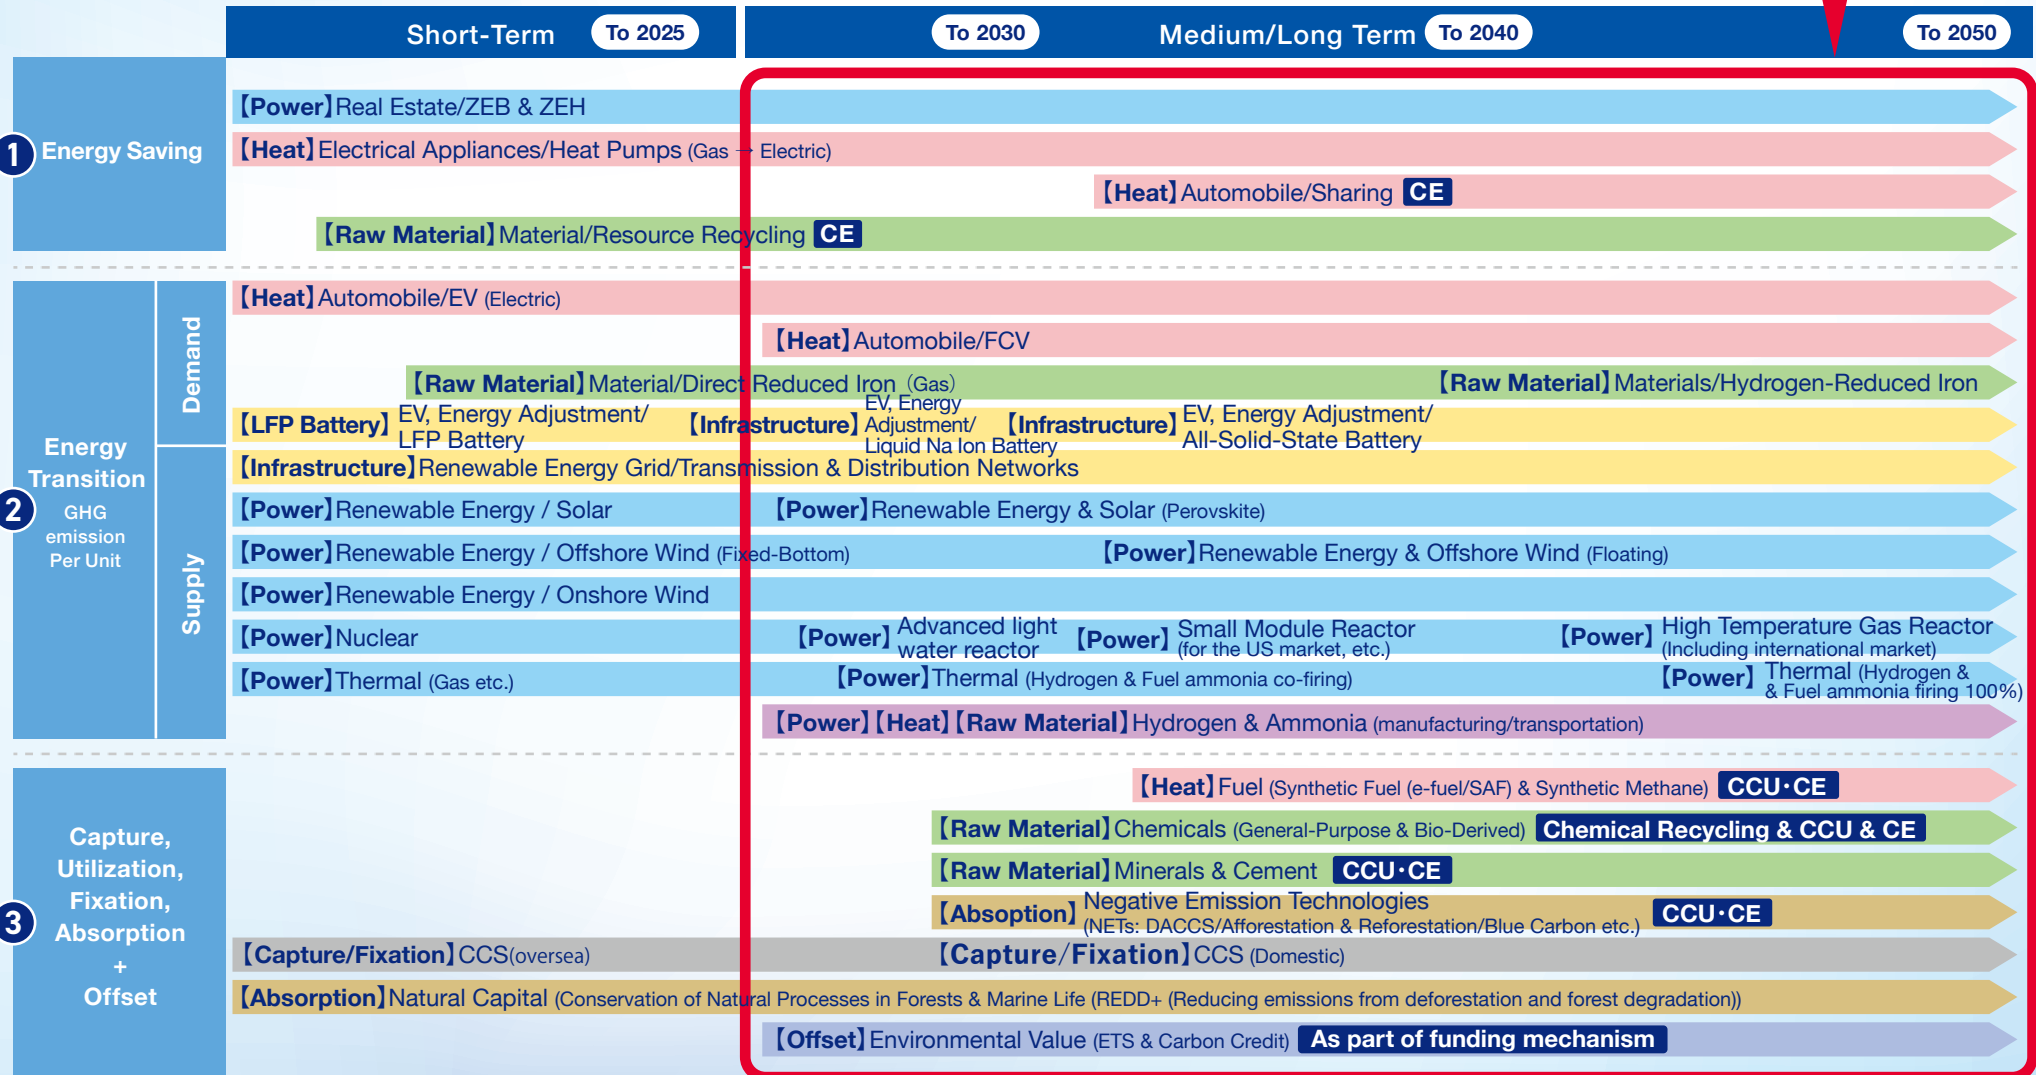 Short-Term To 2025 To 2030 Medium/Long Term To 2040 To 2050
1 Energy Saving
【Power】Real Estate/ZEB & ZEH
【Heat】Electrical Appliances/Heat Pumps (Gas → Electric)
【Heat】Automobile/Sharing CE
【Raw Material】Material/Resource Recycling CE
2 Energy
Transition
GHG
emission
Per Unit
Demand
【Heat】Automobile/EV (Electric)
【Heat】Automobile/FCV
【Raw Material】Material/Direct Reduced Iron (Gas)
【Raw Material】Materials/Hydrogen-Reduced Iron
【LFP Battery】EV, Energy Adjustment/
LFP Battery
【Infrastructure】EV, Energy
Adjustment/
Liquid Na Ion Battery
【Infrastructure】EV, Energy Adjustment/
All-Solid-State Battery
Supply
【Infrastructure】Renewable Energy Grid/Transmission & Distribution Networks
【Power】Renewable Energy / Solar
【Power】Renewable Energy & Solar (Perovskite)
【Power】Renewable Energy / Offshore Wind (Fixed-Bottom)
【Power】Renewable Energy & Offshore Wind (Floating)
【Power】Renewable Energy / Onshore Wind
【Power】Nuclear
【Power】Advanced light
water reactor
【Power】Small Module Reactor
(for the US market, etc.)
【Power】High Temperature Gas Reactor
(Including international market)
【Power】Thermal (Gas etc.)
【Power】Thermal (Hydrogen & Fuel ammonia co-firing)
【Power】Thermal (Hydrogen &
& Fuel ammonia firing 100%)
【Power】【Heat】【Raw Material】Hydrogen & Ammonia (manufacturing/transportation)
3 Capture,
Utilization,
Fixation,
Absorption
+
Offset
【Heat】Fuel (Synthetic Fuel (e-fuel/SAF) & Synthetic Methane) CCU・CE
【Raw Material】Chemicals (General-Purpose & Bio-Derived) Chemical Recycling & CCU & CE
【Raw Material】Minerals & Cement CCU・CE
【Absoption】Negative Emission Technologies
(NETs: DACCS/Afforestation & Reforestation/Blue Carbon etc.) CCU・CE
【Capture/Fixation】CCS(oversea)
【Capture/Fixation】CCS (Domestic)
【Absorption】Natural Capital (Conservation of Natural Processes in Forests & Marine Life (REDD+ (Reducing emissions from deforestation and forest degradation))
【Offset】Environmental Value (ETS & Carbon Credit) As part of funding mechanism